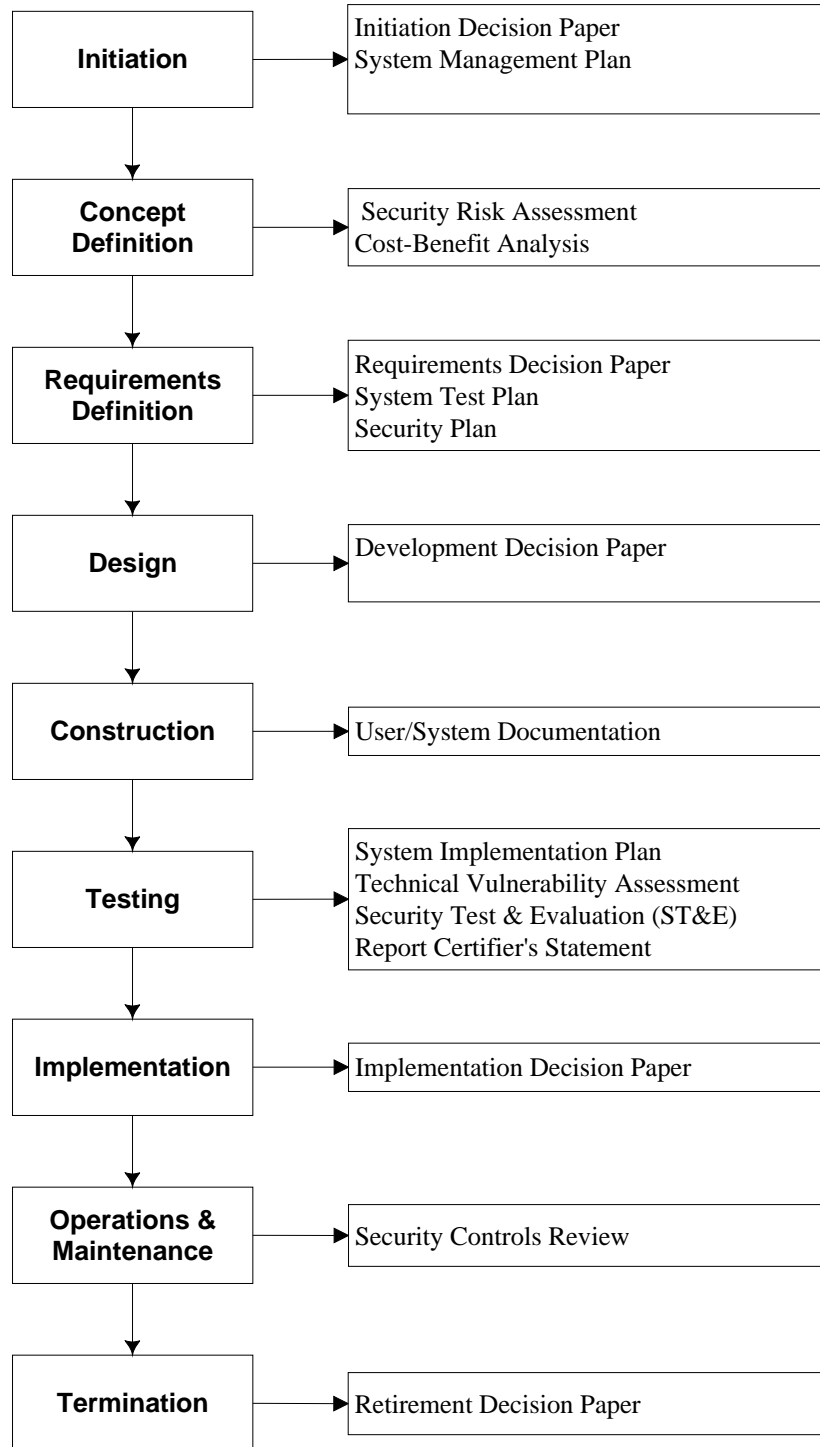 Initiation
Initiation Decision Paper
System Management Plan
Concept
Definition
Security Risk Assessment
Cost-Benefit Analysis
Requirements
Definition
Requirements Decision Paper
System Test Plan
Security Plan
Design
Development Decision Paper
Construction
User/System Documentation
Testing
System Implementation Plan
Technical Vulnerability Assessment
Security Test & Evaluation (ST&E)
Report Certifier's Statement
Implementation
Implementation Decision Paper
Operations &
Maintenance
Security Controls Review
Termination
Retirement Decision Paper